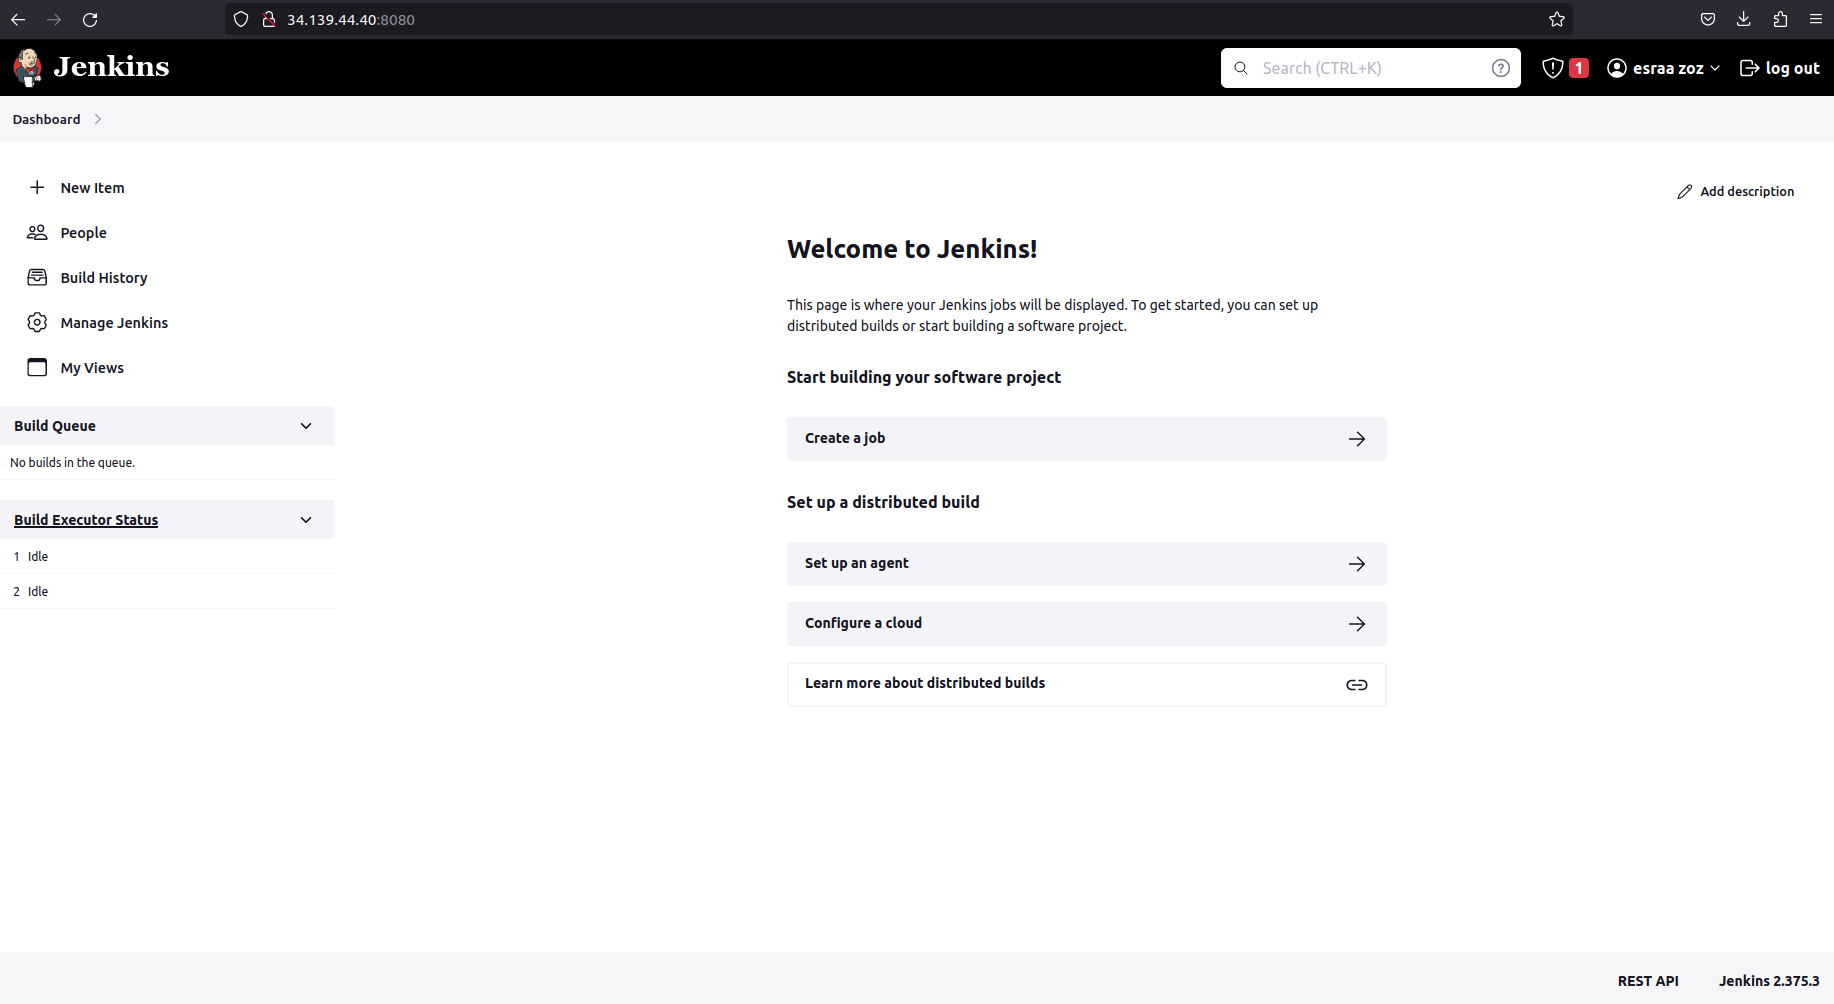 34.139.44.40:8080
Jenkins
Search (CTRL+K)
1
esraa zoz
log out
Dashboard
New Item
People
Build History
Manage Jenkins
My Views
Build Queue
No builds in the queue.
Build Executor Status
1 Idle
2 Idle
Add description
Welcome to Jenkins!
This page is where your Jenkins jobs will be displayed. To get started, you can set up
distributed builds or start building a software project.
Start building your software project
Create a job
Set up a distributed build
Set up an agent
Configure a cloud
Learn more about distributed builds
REST API
Jenkins 2.375.3